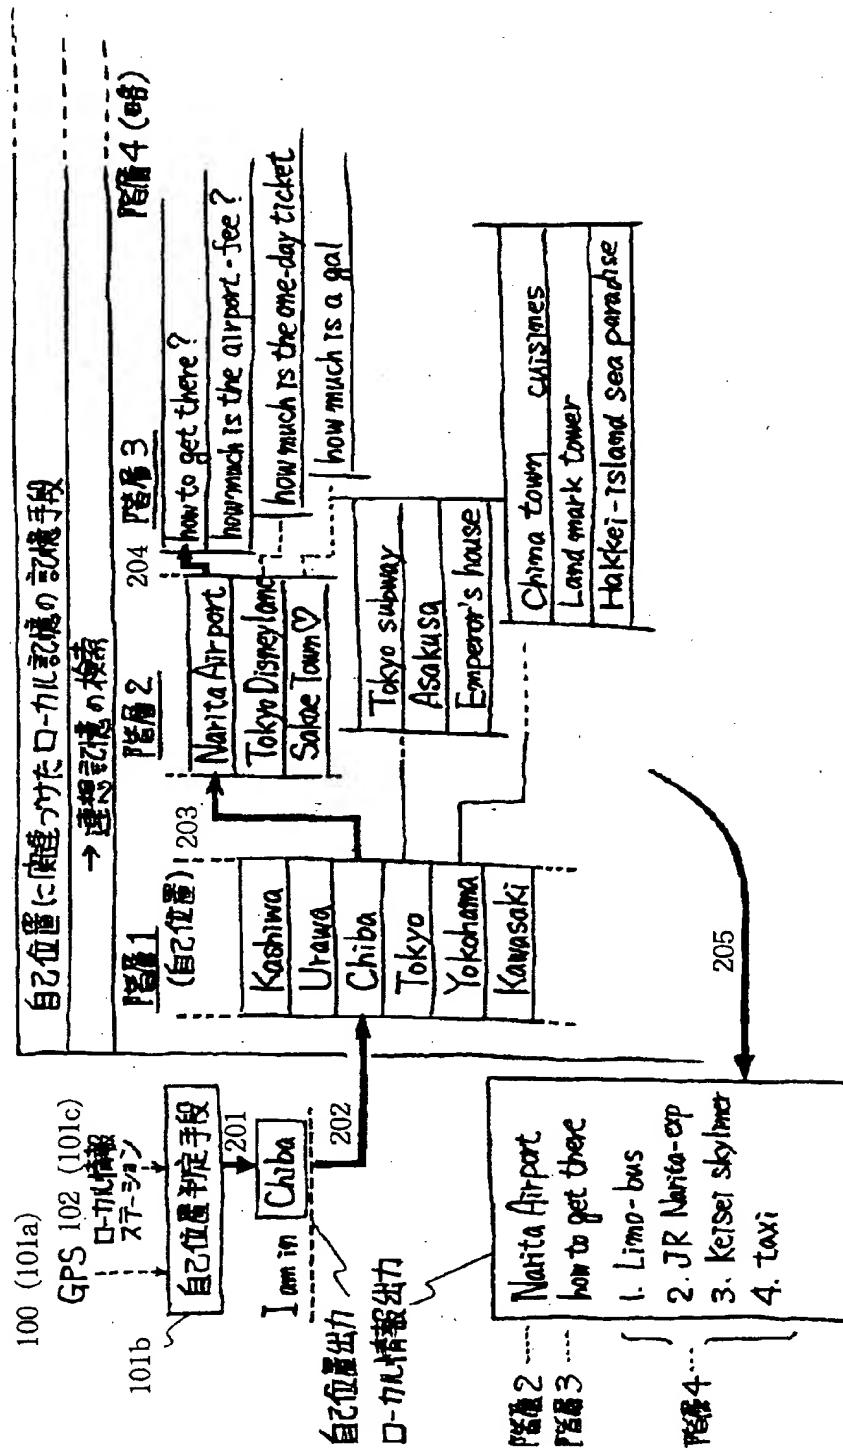 100 (101a)
GPS 102 (101c)
ローカル情報
ステーション
101b
自己位置判定手段
201
I am in Chiba
202
自己位置出力
ローカル情報出力
自己位置に関連づけたローカル記憶の記憶手段
→ 連想記憶の検索
階層1
(自己位置)
203
Kashiwa
Urawa
Chiba
Tokyo
Yokohama
Kawasaki
階層2
204
Narita Airport
Tokyo Disneyland
Sakae Town♡
Tokyo subway
Asakusa
Emperor's house
階層3
階層4(略)
how to get there?
how much is the airport-fee?
how much is the one-day ticket
how much is a gal
China town cuisines
Land mark tower
Hakkei-Island Sea paradise
205
階層2 Narita Airport
階層3 how to get there
階層4
1. Limo-bus
2. JR Narita-exp
3. Keisei skyliner
4. taxi